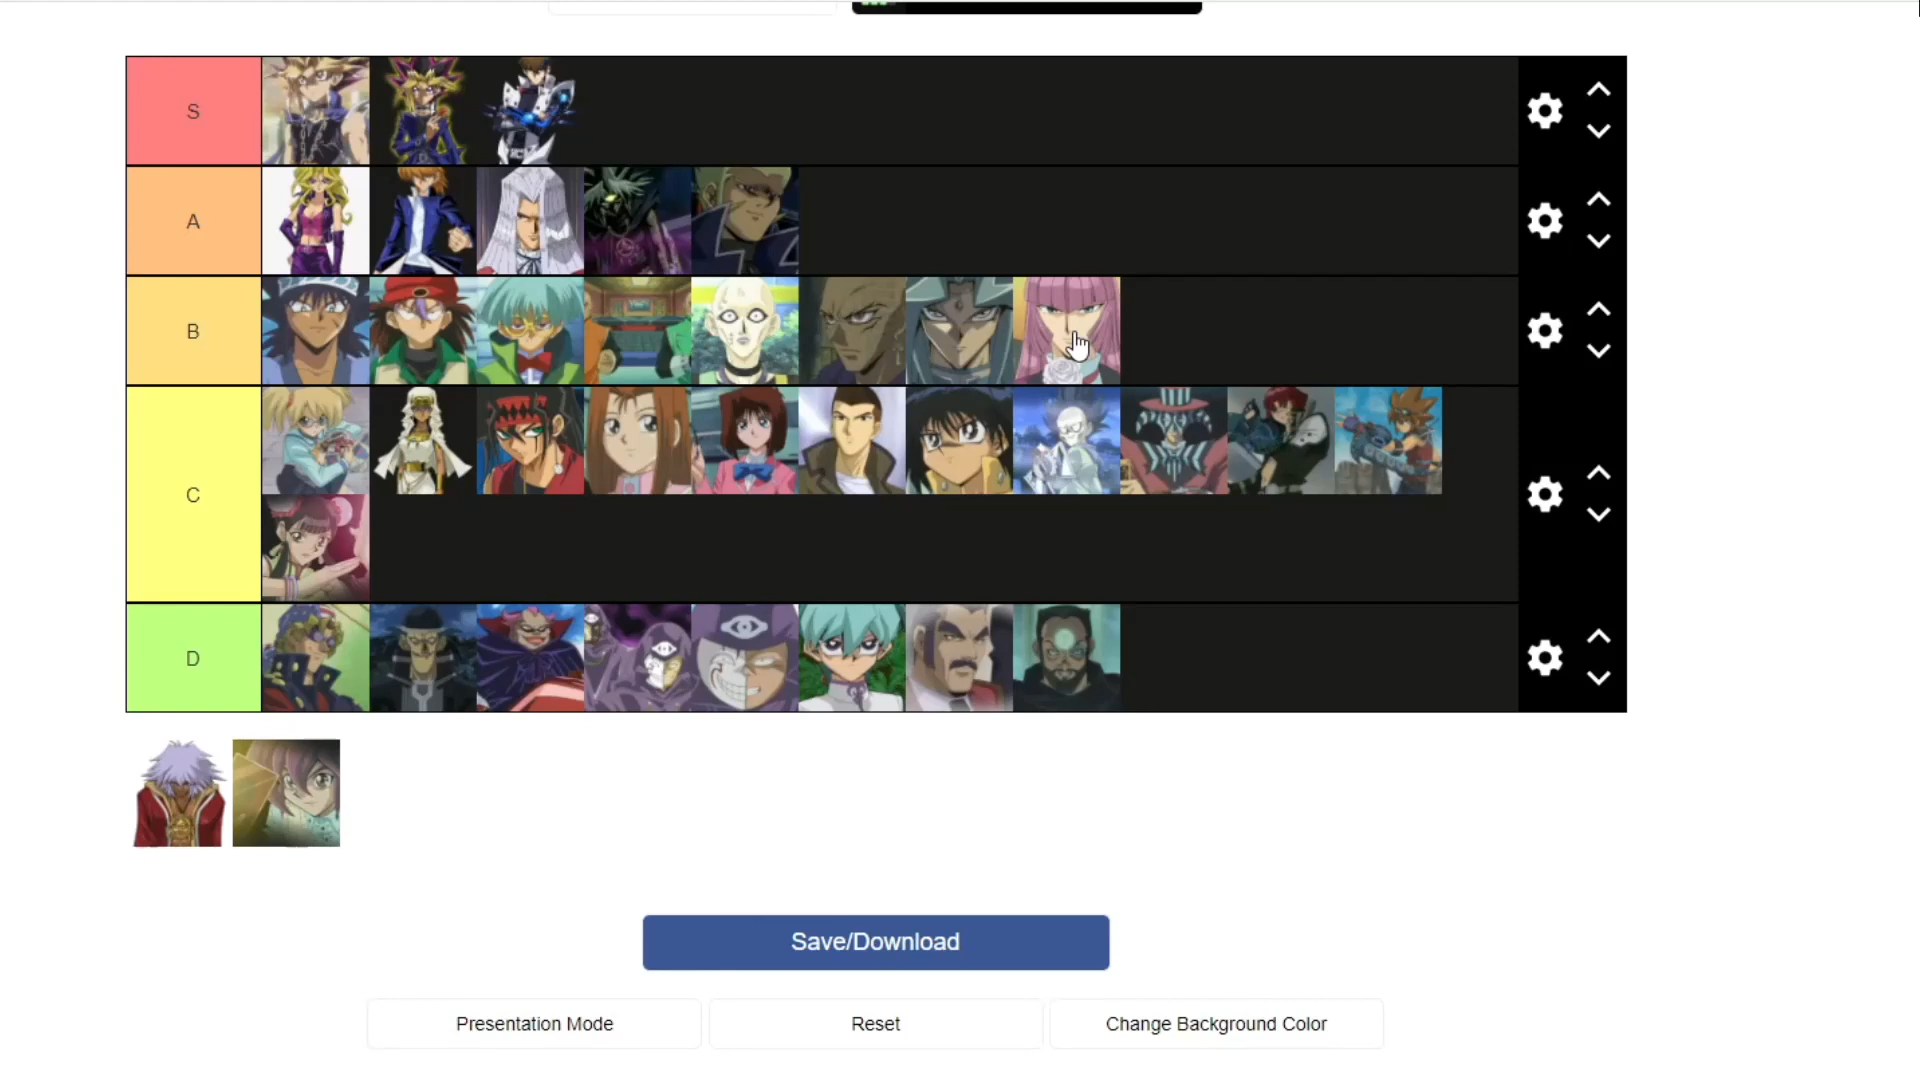 S
A
B
C
D
Save/Download
Presentation Mode
Reset
Change Background Color